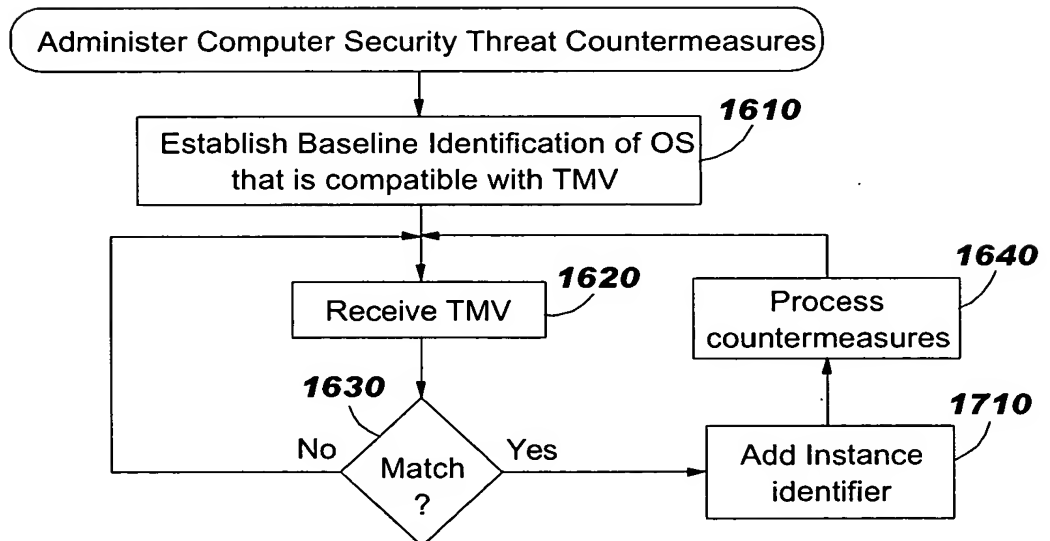 Administer Computer Security Threat Countermeasures
1610
Establish Baseline Identification of OS
that is compatible with TMV
1620
Receive TMV
1640
Process
countermeasures
1630
No
Match
?
Yes
1710
Add Instance
identifier